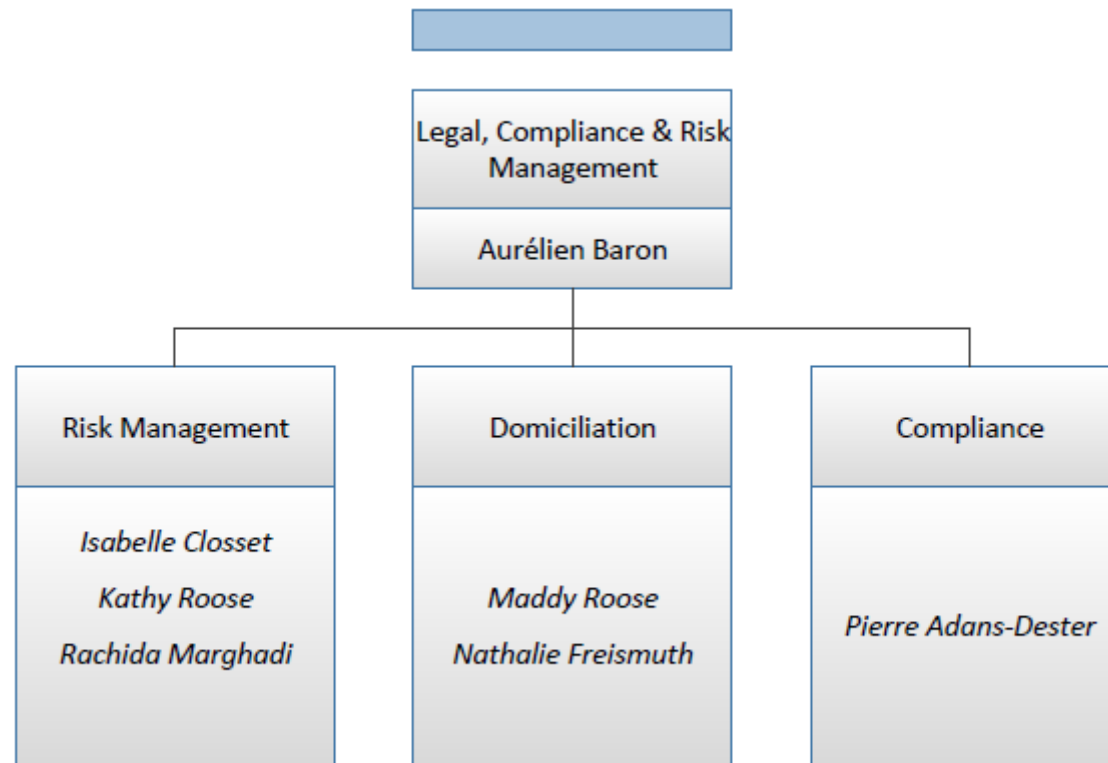 Legal, Compliance & Risk
Management
Aurélien Baron
Risk Management
Domiciliation
Compliance
Isabelle Closset
Kathy Roose
Rachida Marghadi
Maddy Roose
Nathalie Freismuth
Pierre Adans-Dester